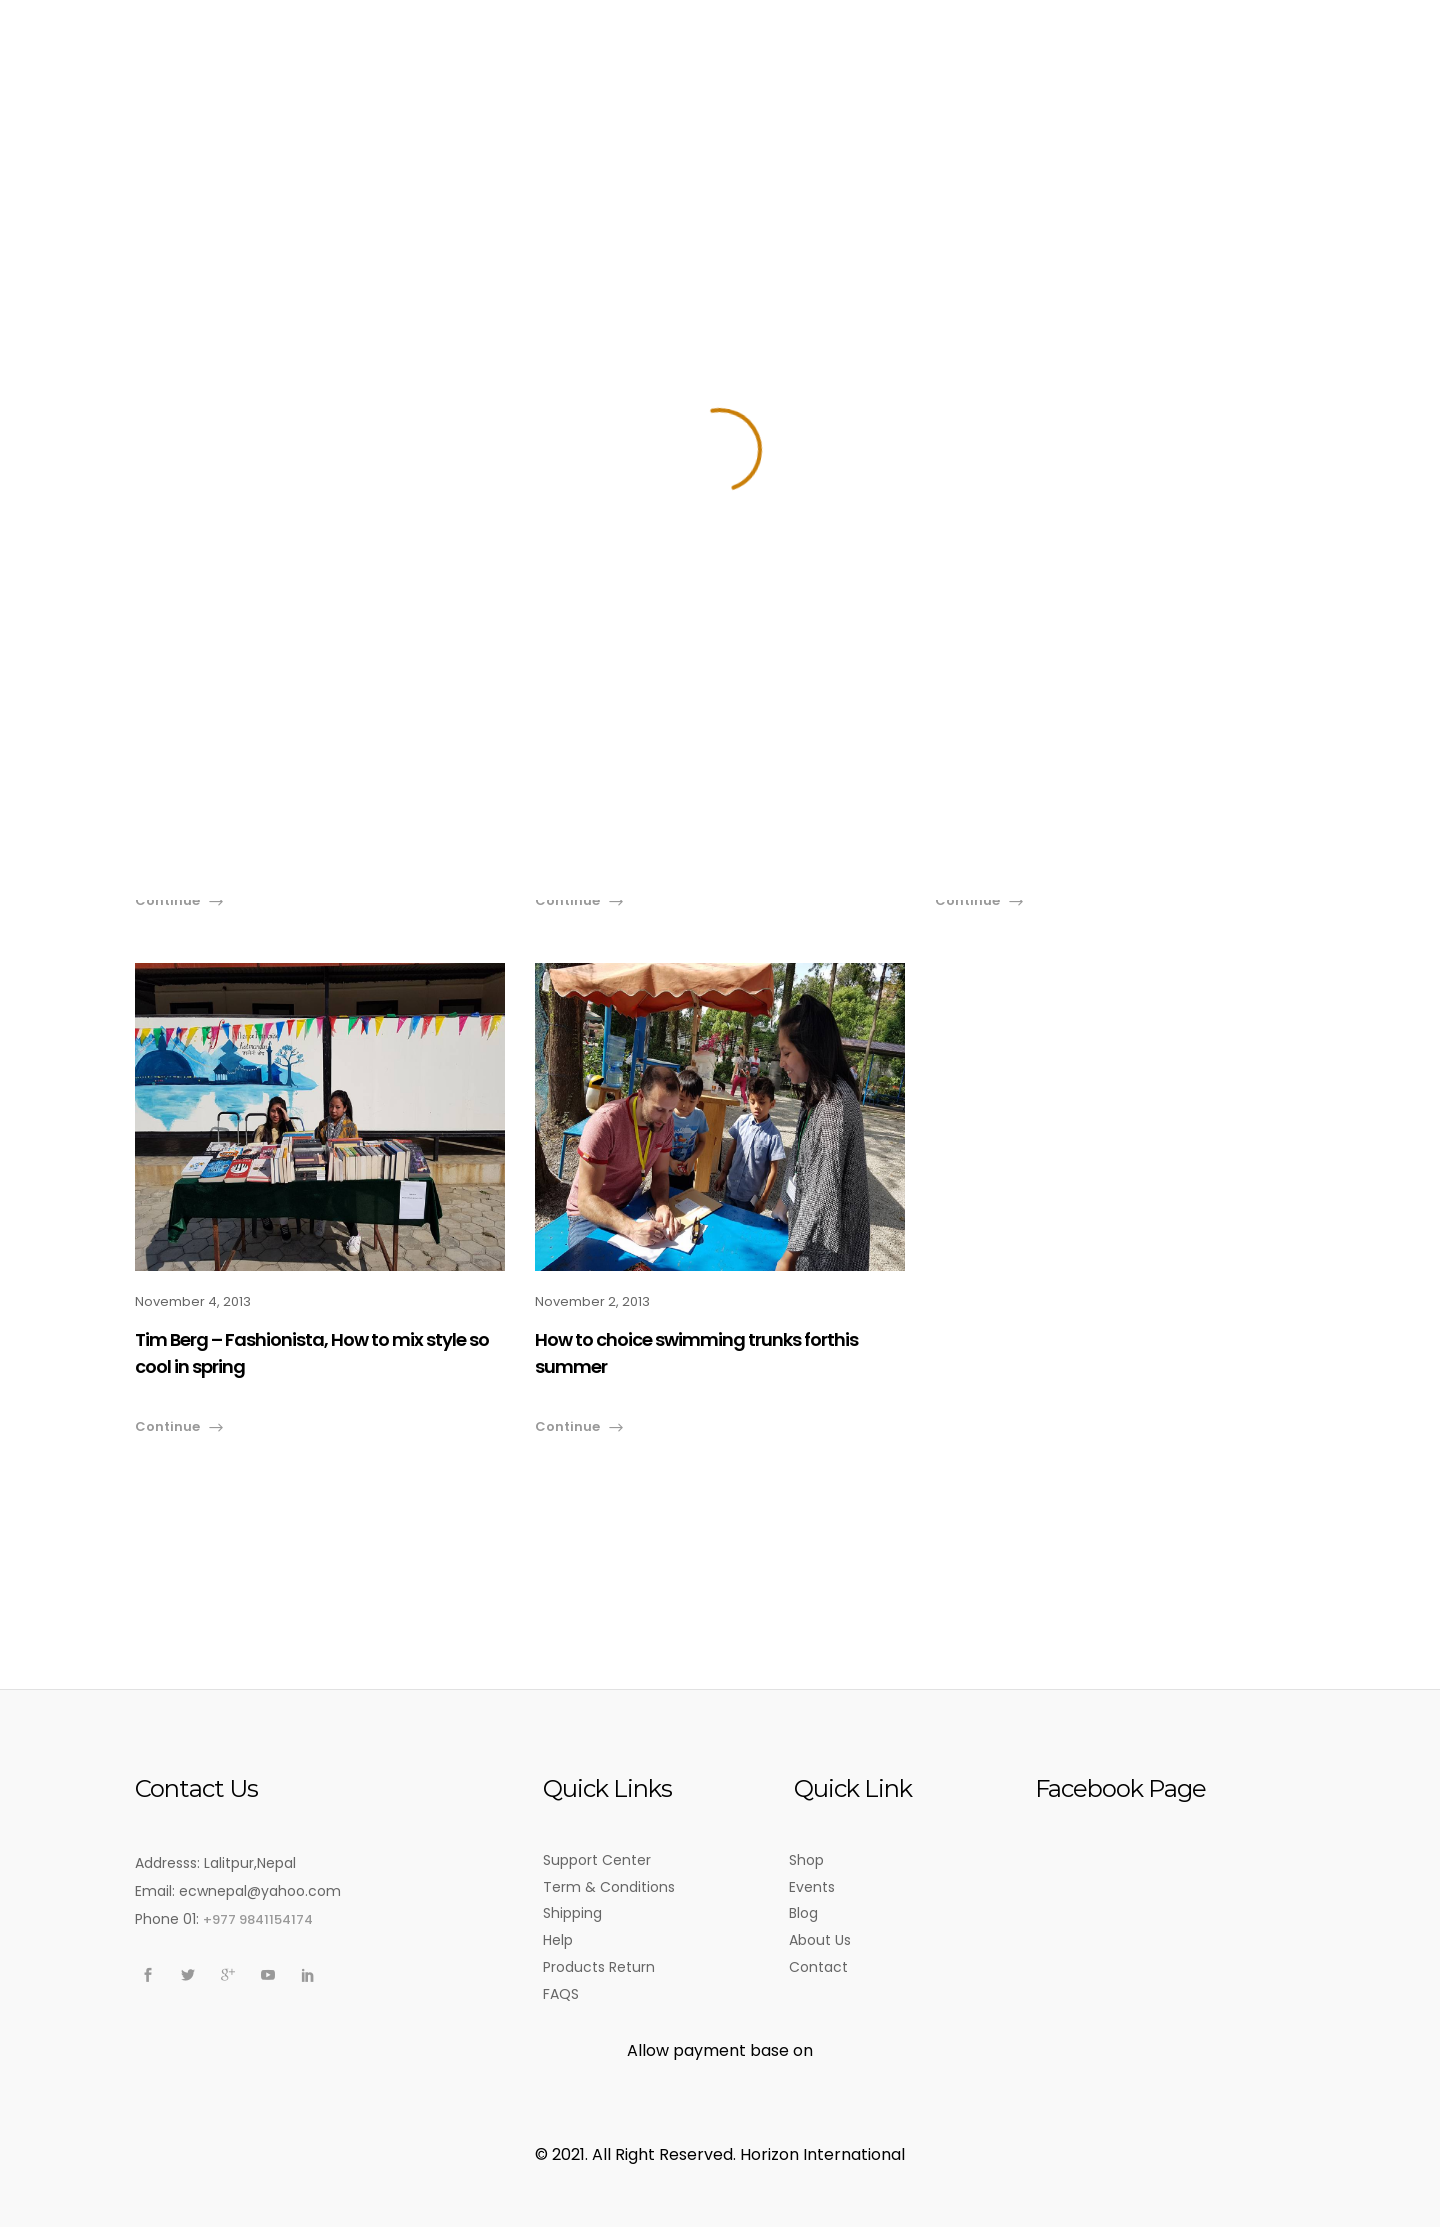 Continue
Continue
Continue
November 4, 2013
Tim Berg – Fashionista, How to mix style so
cool in spring
Continue
November 2, 2013
How to choice swimming trunks forthis
summer
Continue
Contact Us
Addresss: Lalitpur,Nepal
Email: ecwnepal@yahoo.com
Phone 01: +977 9841154174
Quick Links
Support Center
Term & Conditions
Shipping
Help
Products Return
FAQS
Quick Link
Shop
Events
Blog
About Us
Contact
Facebook Page
Allow payment base on
© 2021. All Right Reserved. Horizon International